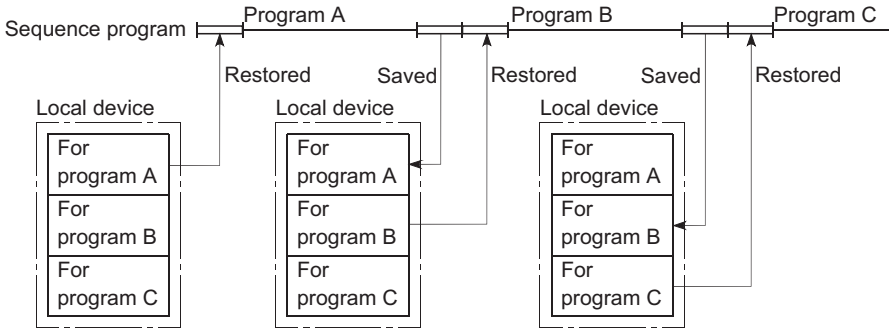 Program A
Program B
Program C
Sequence program
Restored
Saved
Restored
Saved
Restored
Local device
Local device
Local device
For
program A
For
program B
For
program C
For
program A
For
program B
For
program C
For
program A
For
program B
For
program C